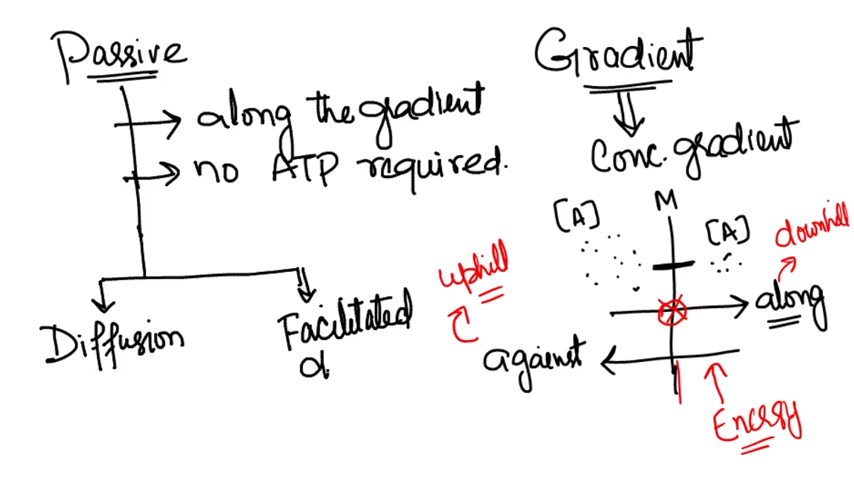 Passive
along the gradient
no ATP required.
Diffusion
Facilitated
d
Gradient
Conc. gradient
M
[A]
[A]
downhill
uphill
along
against
Energy